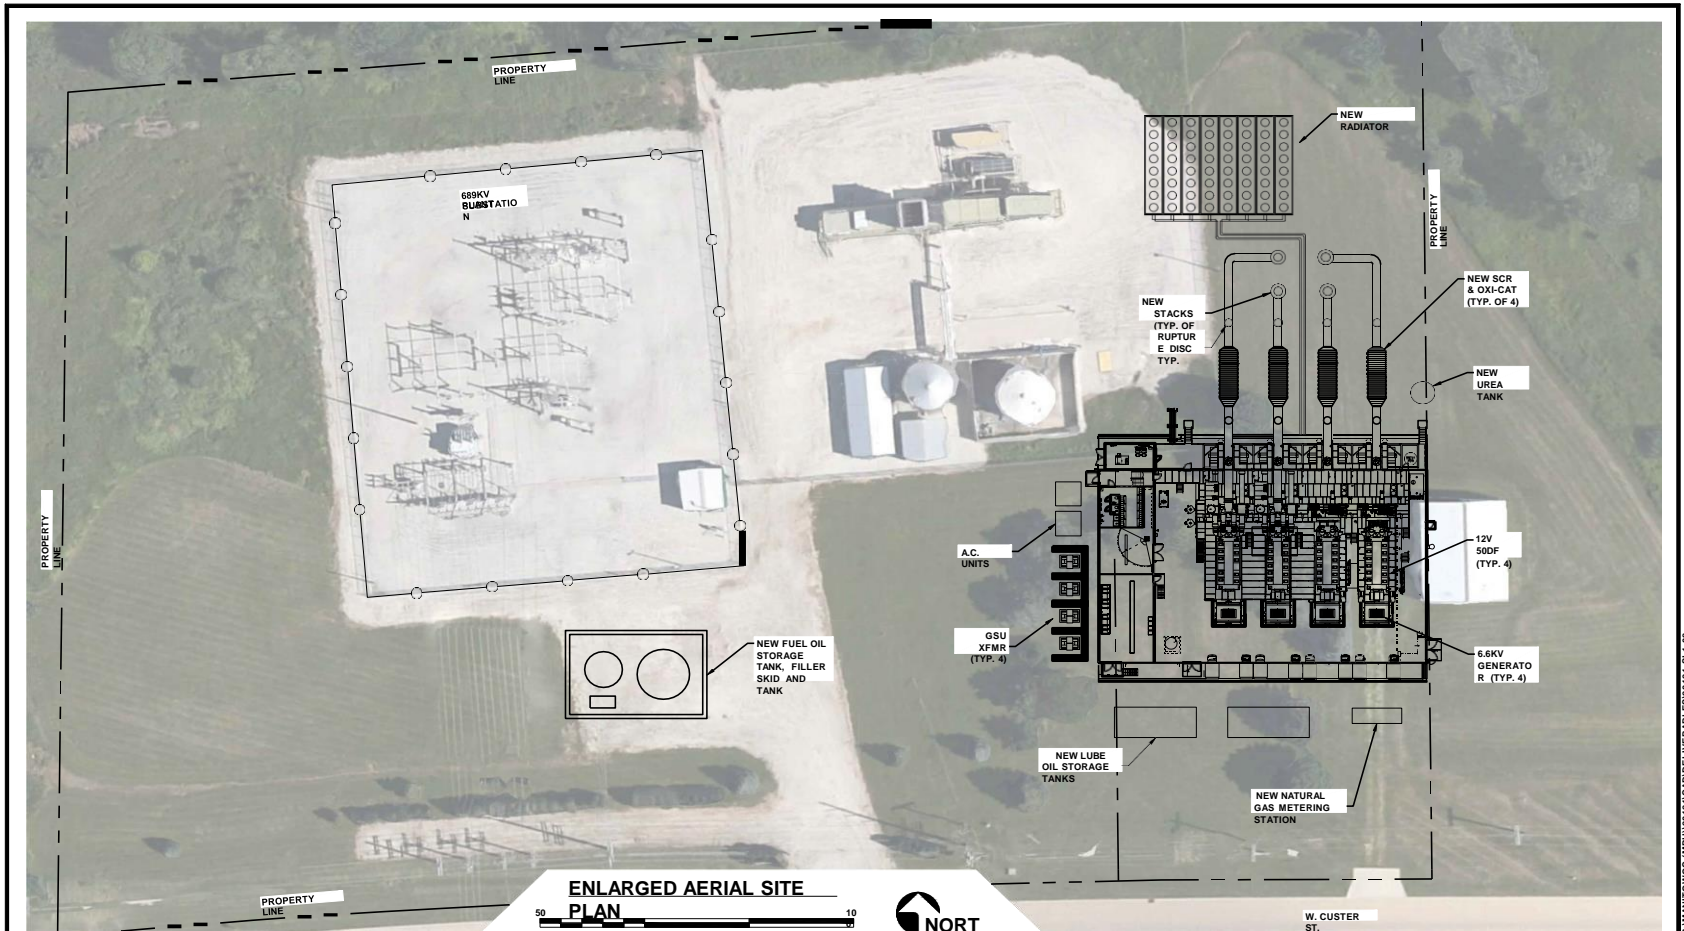 PROPERTY
LINE
NEW
RADIATOR
689KV
N
PROPERTY
LINE
NEW SCR
& OXI-CAT
(TYP. OF 4)
NEW
STACKS
(TYP. OF
RUPTUR
E DISC
TYP.
NEW
UREA
TANK
PROPERTY
LINE
A.C.
UNITS
12V
50DF
(TYP. 4)
GSU
XFMR
(TYP. 4)
NEW FUEL OIL
STORAGE
TANK, FILLER
SKID AND
TANK
6.6KV
GENERATO
R (TYP. 4)
NEW LUBE
OIL STORAGE
TANKS
NEW NATURAL
GAS METERING
STATION
PROPERTY
LINE
ENLARGED AERIAL SITE
PLAN
50
10
NORT
W. CUSTER
ST.